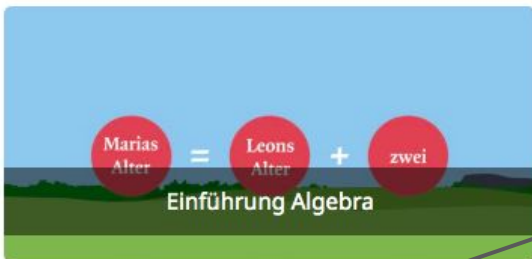 Marias Alter = Leons Alter + zwei
Einführung Algebra